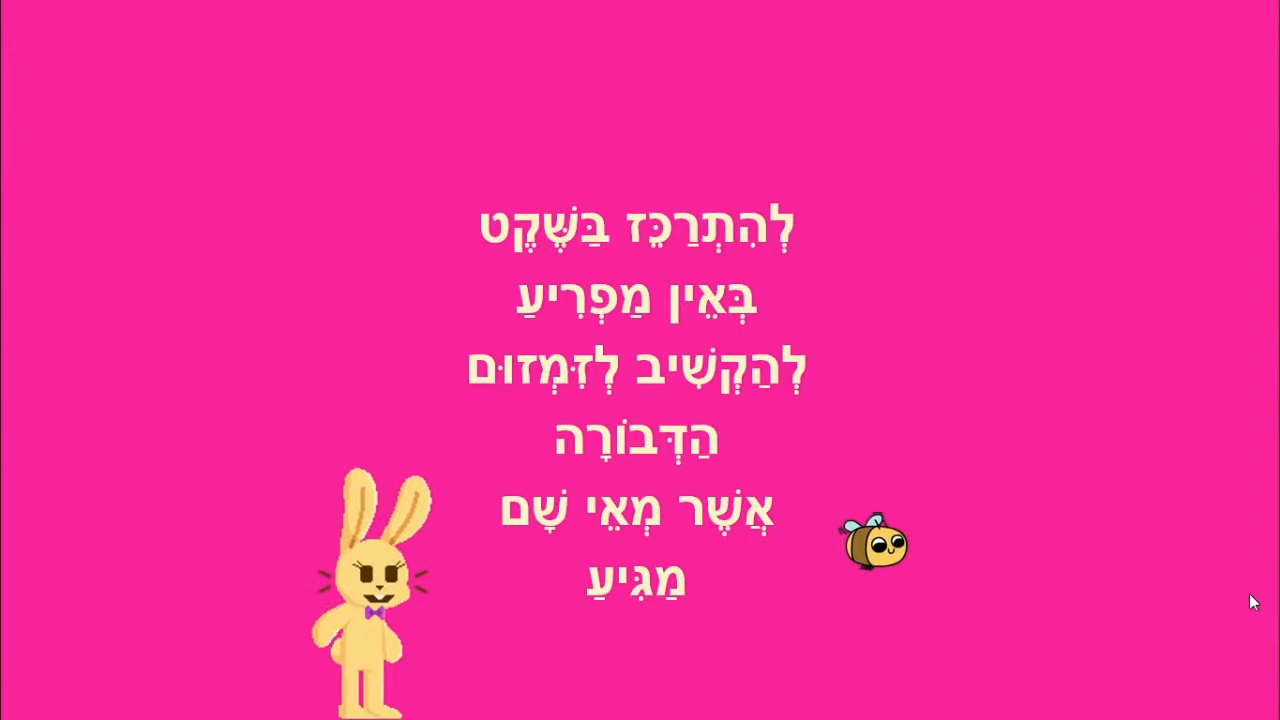 לְהִתְרַכֵּז בַּשֶּׁקֶט
בְּאֵין מַפְרִיעַ
לְהַקְשִׁיב לְזִּמְזוּם
הַדְּבוֹרָה
אֲשֶׁר מְאֵי שָׁם
מַגִּיעַ